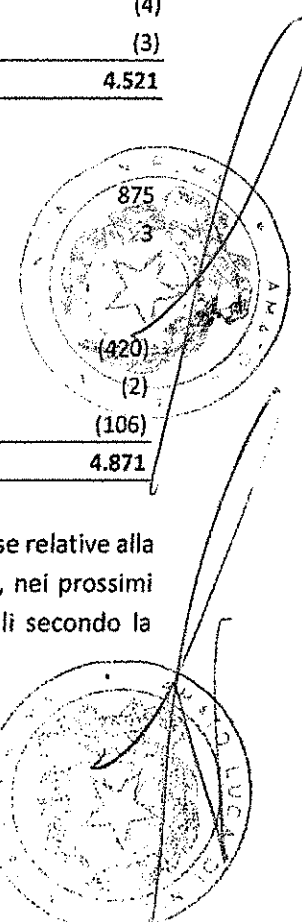 (4)
(3)
4.521
875
3
(420)
(2)
(106)
4.871
se relative alla
, nei prossimi
li secondo la
LUCA